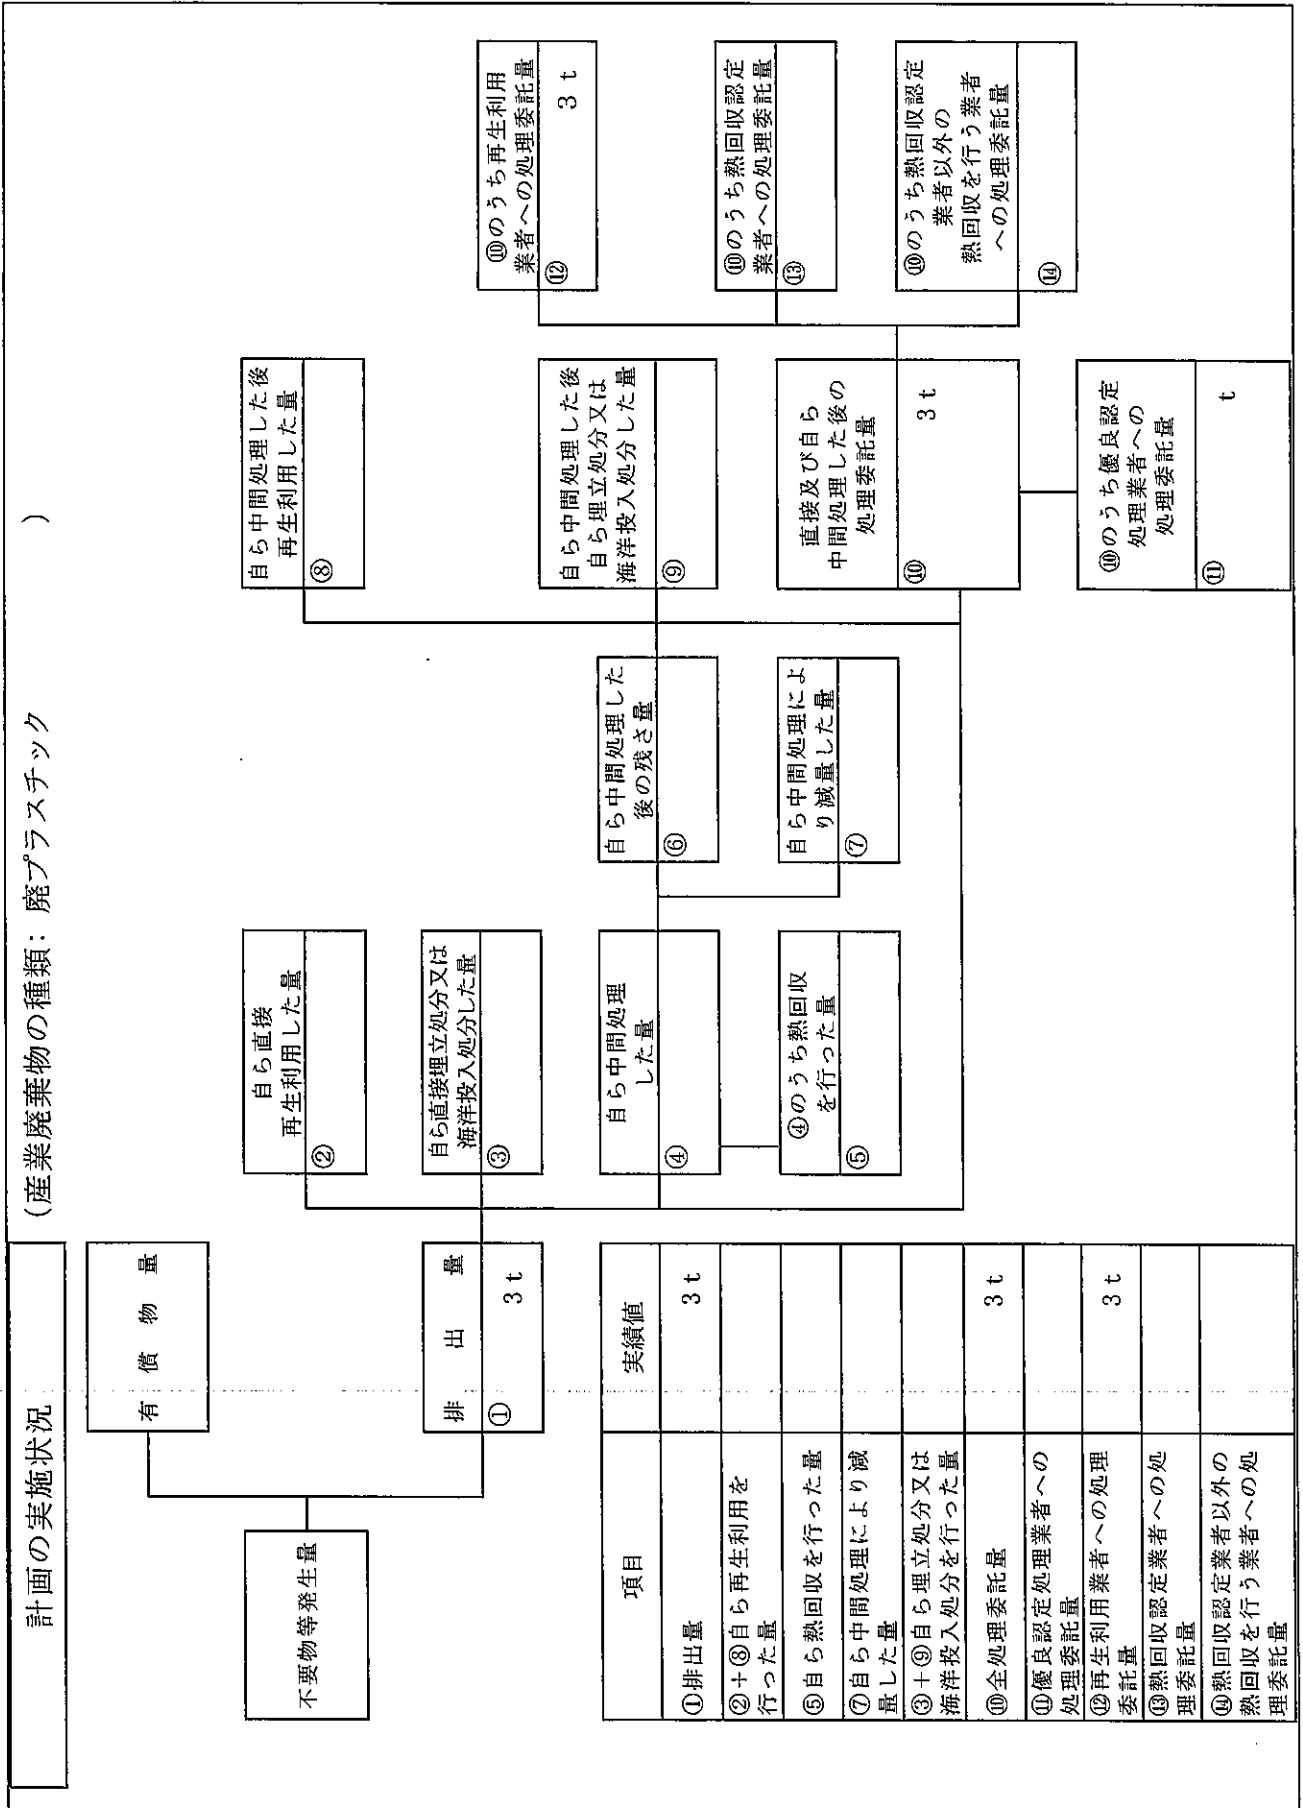 計画の実施状況
(産業廃棄物の種類：廃プラスチック
)
不要物等発生量
有償物量
排出量
①
3 t
自ら直接
再生利用した量
②
自ら直接埋立処分又は
海洋投入処分した量
③
自ら中間処理
した量
④
④のうち熱回収
を行った量
⑤
自ら中間処理した
後の残さ量
⑥
自ら中間処理によ
り減量した量
⑦
自ら中間処理した後
再生利用した量
⑧
自ら中間処理した後
自ら埋立処分又は
海洋投入処分した量
⑨
直接及び自ら
中間処理した後の
処理委託量
⑩
3 t
⑩のうち優良認定
処理業者への
処理委託量
⑪
t
⑩のうち再生利用
業者への処理委託量
⑫
3 t
⑩のうち熱回収認定
業者への処理委託量
⑬
⑩のうち熱回収認定
業者以外の
熱回収を行う業者
への処理委託量
⑭
項目 実績値
①排出量 3 t
②＋⑧自ら再生利用を
行った量
⑤自ら熱回収を行った量
⑦自ら中間処理により減
量した量
③＋⑨自ら埋立処分又は
海洋投入処分を行った量
⑩全処理委託量 3 t
⑪優良認定処理業者への
処理委託量
⑫再生利用業者への処理
委託量 3 t
⑬熱回収認定業者への処
理委託量
⑭熱回収認定業者以外の
熱回収を行う業者への処
理委託量